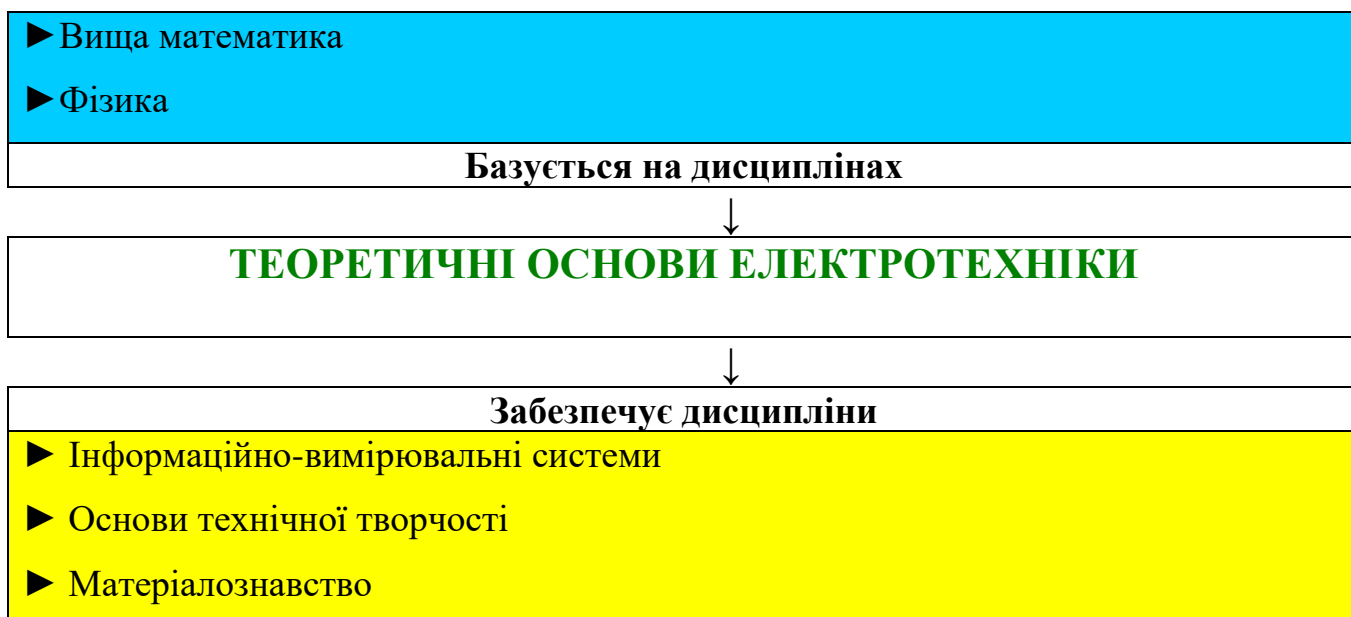 ►Вища математика
►Фізика
Базується на дисциплінах
↓
ТЕОРЕТИЧНІ ОСНОВИ ЕЛЕКТРОТЕХНІКИ
↓
Забезпечує дисципліни
► Інформаційно-вимірювальні системи
► Основи технічної творчості
► Матеріалознавство